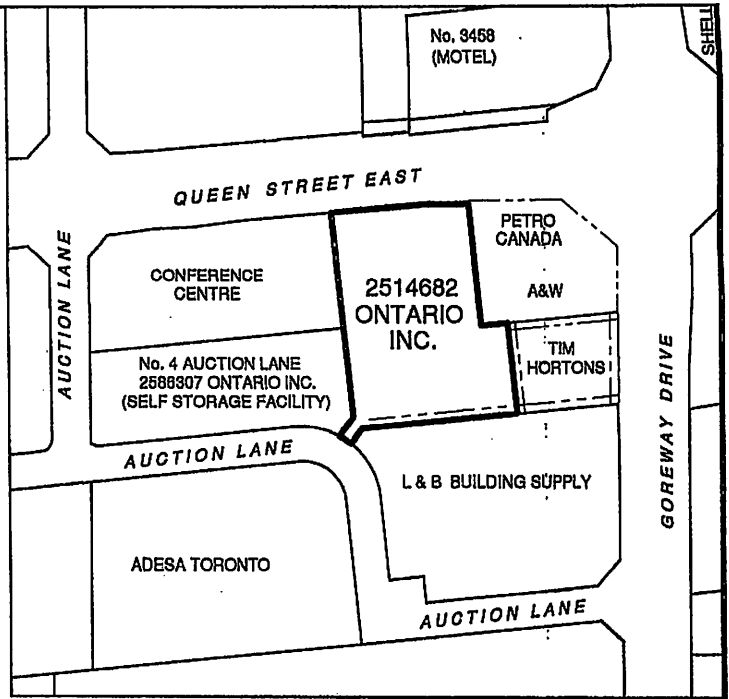 No. 3458
(MOTEL)
SHELL
QUEEN STREET EAST
PETRO
CANADA
AUCTION LANE
CONFERENCE
CENTRE
2514682
ONTARIO
INC.
A&W
No. 4 AUCTION LANE
2588307 ONTARIO INC.
(SELF STORAGE FACILITY)
TIM
HORTONS
GOREWAY DRIVE
AUCTION LANE
L & B BUILDING SUPPLY
ADESA TORONTO
AUCTION LANE